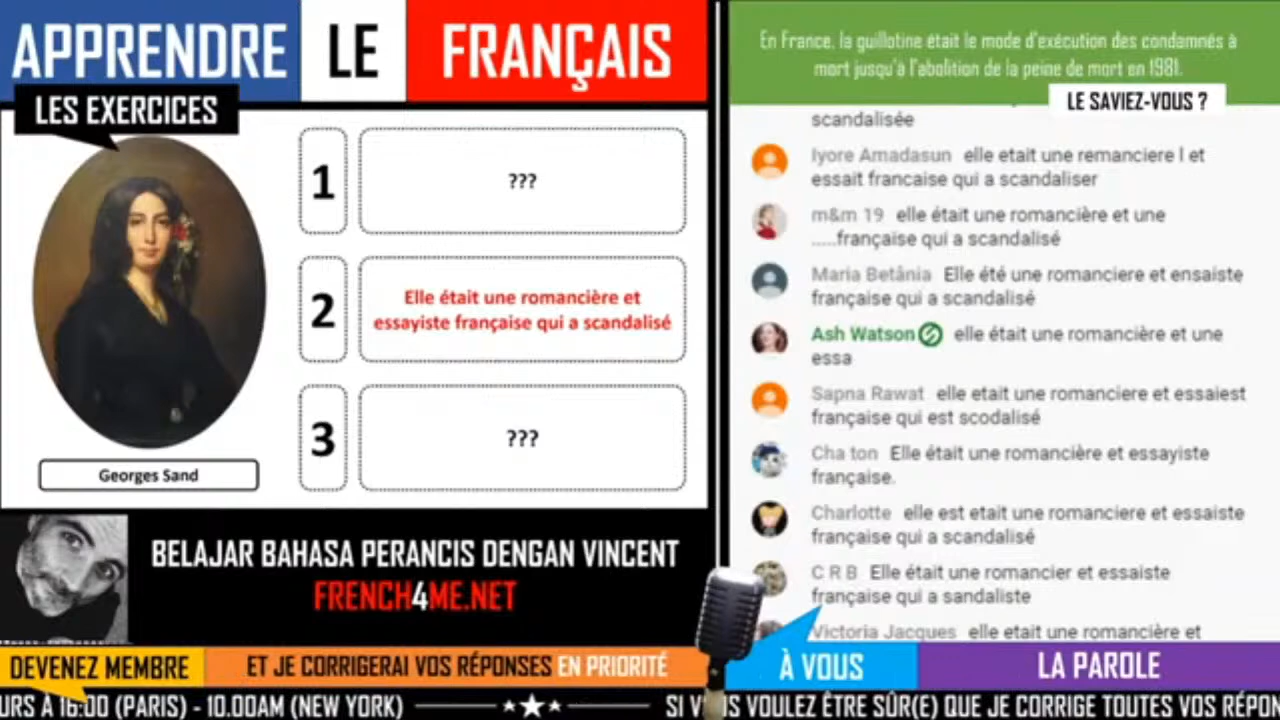 APPRENDRE LE FRANÇAIS
LES EXERCICES
1
???
2
Elle était une romancière et
essayiste française qui a scandalisé
3
???
Georges Sand
BELAJAR BAHASA PERANCIS DENGAN VINCENT
FRENCH4ME.NET
En France, la guillotine était le mode d'exécution des condamnés à
mort jusqu'à l'abolition de la peine de mort en 1981.
LE SAVIEZ-VOUS ?
scandalisée
Iyore Amadasun elle etait une remanciere l et
essait francaise qui a scandaliser
m&m 19 elle était une romancière et une
.....française qui a scandalisé
Maria Betânia Elle été une romanciere et ensaiste
française qui a scandalisé
Ash Watson elle était une romancière et une
essa
Sapna Rawat elle etait une romanciere et essaiest
française qui est scodalisé
Cha ton Elle était une romancière et essayiste
française.
Charlotte elle est etait une romanciere et essaiste
française qui a scandalisé
C R B Elle était une romancier et essaiste
française qui a sandaliste
Victoria Jacques elle etait une romancière et
DEVENEZ MEMBRE
ET JE CORRIGERAI VOS RÉPONSES EN PRIORITÉ
À VOUS
LA PAROLE
URS À 16:00 (PARIS) - 10.00AM (NEW YORK)
SI V IS VOULEZ ÊTRE SÛR(E) QUE JE CORRIGE TOUTES VOS RÉPON